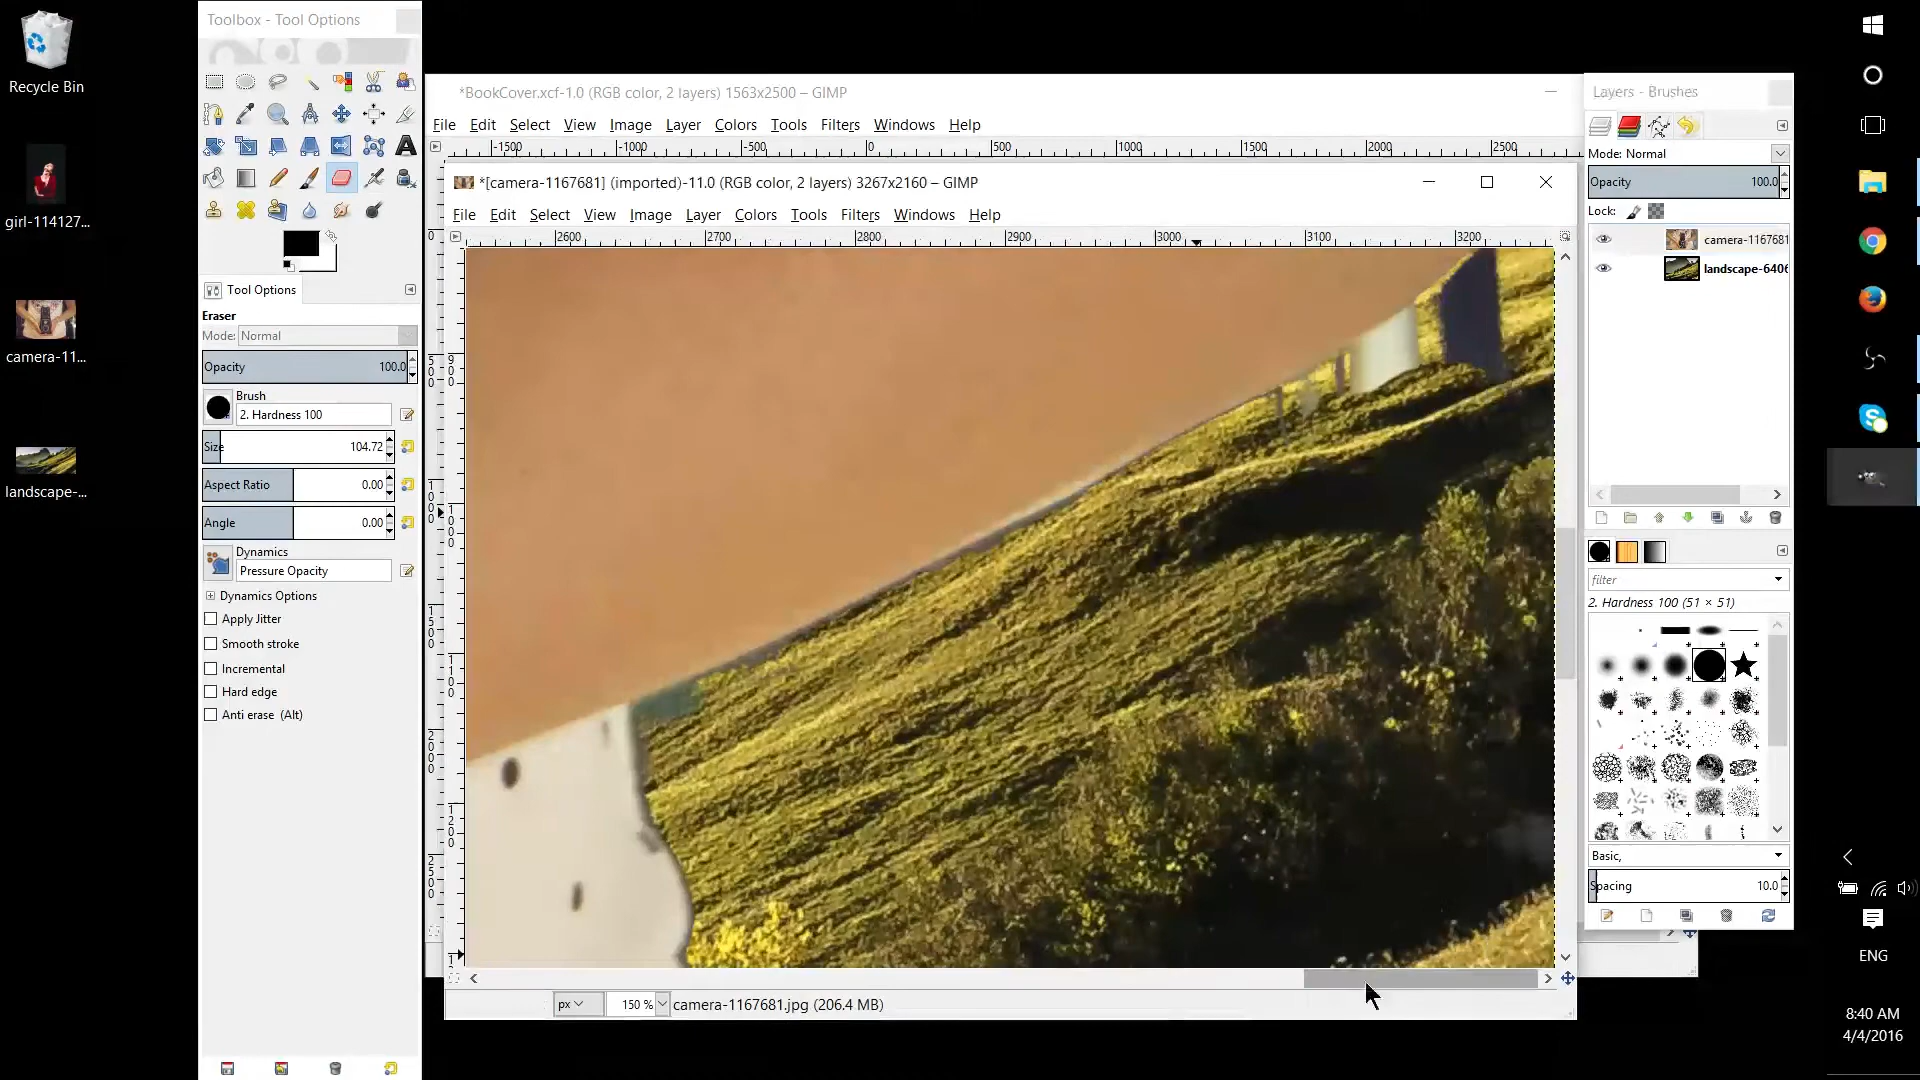 Recycle Bin
girl-114127...
camera-11...
landscape-...
Toolbox - Tool Options
Tool Options
Eraser
Mode: Normal
Opacity 100.0
Brush
2. Hardness 100
Size 104.72
Aspect Ratio 0.00
Angle 0.00
Dynamics
Pressure Opacity
Dynamics Options
Apply Jitter
Smooth stroke
Incremental
Hard edge
Anti erase (Alt)
*BookCover.xcf-1.0 (RGB color, 2 layers) 1563x2500 – GIMP
File Edit Select View Image Layer Colors Tools Filters Windows Help
-1500 -1000 -500 0 500 1000 1500 2000 2500
*[camera-1167681] (imported)-11.0 (RGB color, 2 layers) 3267x2160 – GIMP
File Edit Select View Image Layer Colors Tools Filters Windows Help
2600 2700 2800 2900 3000 3100 3200
px 150 % camera-1167681.jpg (206.4 MB)
Layers - Brushes
Mode: Normal
Opacity 100.0
Lock:
camera-1167681
landscape-6406
filter
2. Hardness 100 (51 × 51)
Basic,
Spacing 10.0
ENG
8:40 AM
4/4/2016